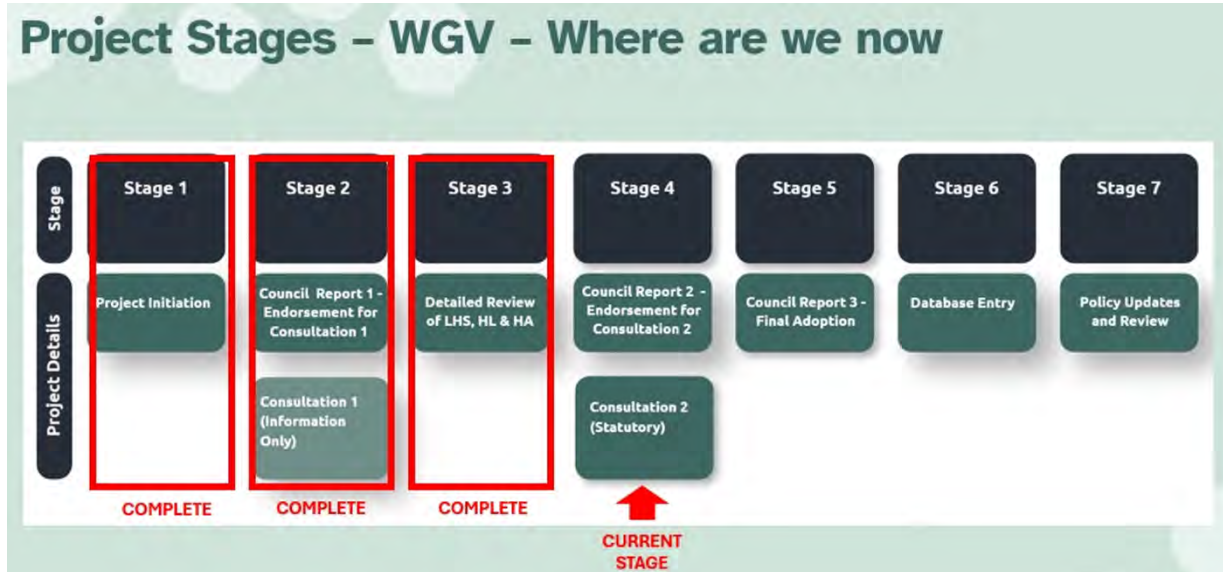 Project Stages – WGV – Where are we now
Stage
Stage 1
Stage 2
Stage 3
Stage 4
Stage 5
Stage 6
Stage 7
Project Details
Project Initiation
Council Report 1 -
Endorsement for
Consultation 1
Detailed Review
of LHS, HL & HA
Council Report 2 -
Endorsement for
Consultation 2
Council Report 3 -
Final Adoption
Database Entry
Policy Updates
and Review
Consultation 1
(Information
Only)
Consultation 2
(Statutory)
COMPLETE
COMPLETE
COMPLETE
CURRENT
STAGE